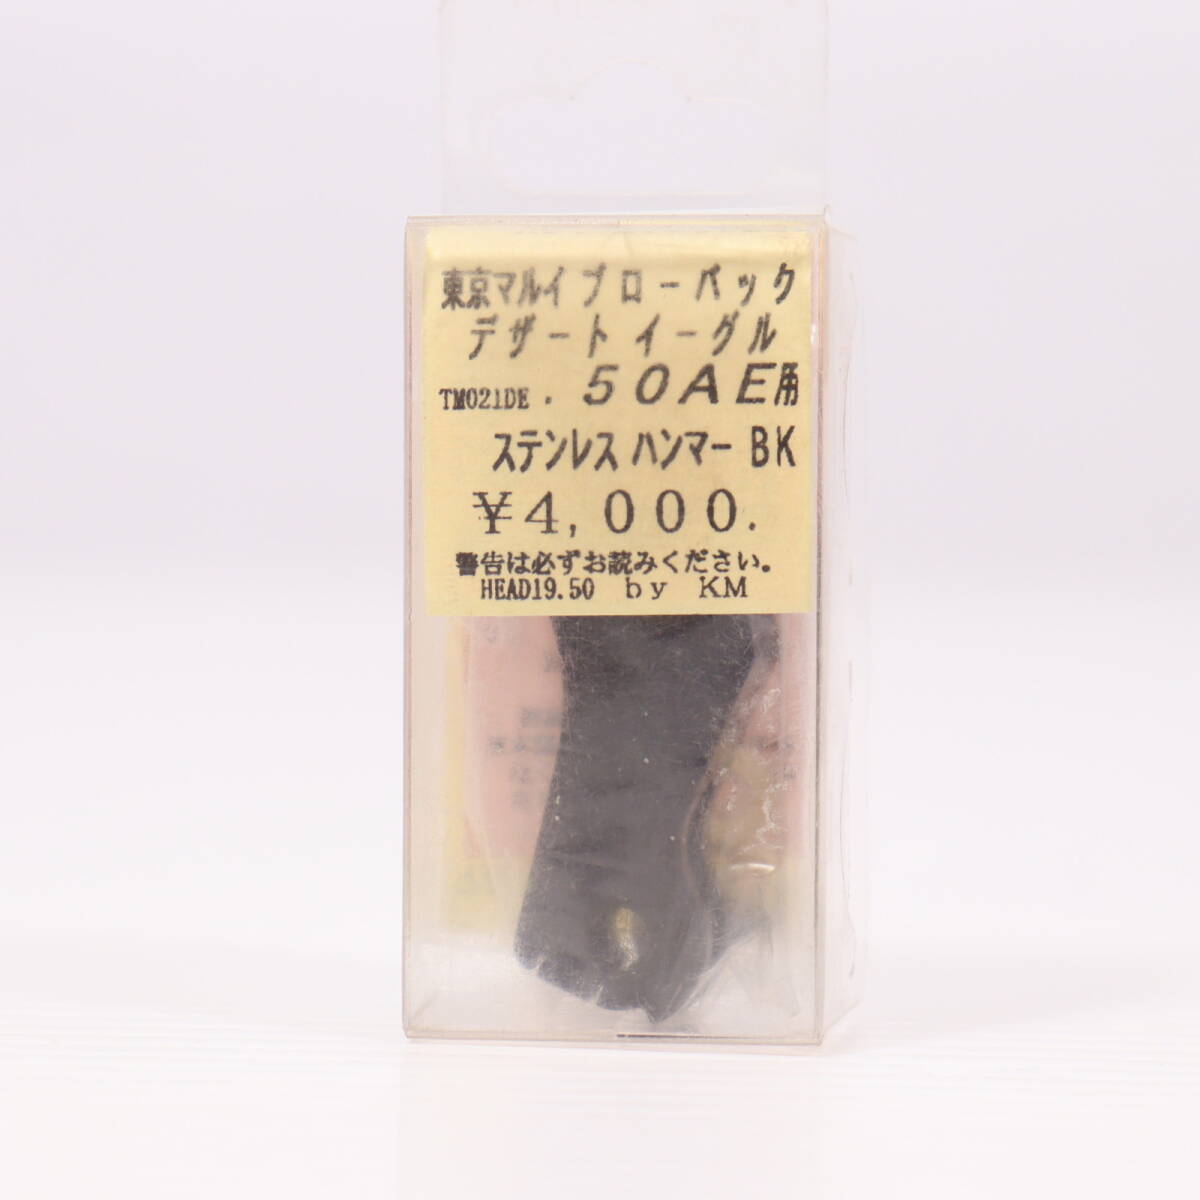 東京マルイブローバック
デザートイーグル
TM021DE .50AE用
ステンレスハンマーBK
¥4,000.
警告は必ずお読みください。
HEAD19.50 by KM